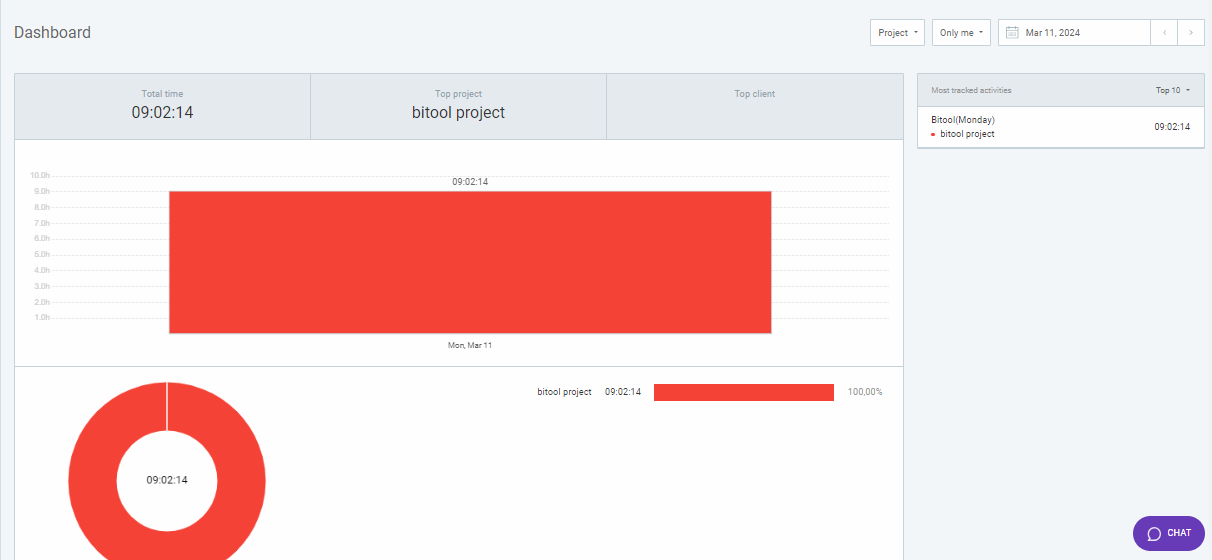 Dashboard
Project
Only me
Mar 11, 2024
Total time
09:02:14
Top project
bitool project
Top client
Most tracked activities
Top 10
Bitool(Monday)
bitool project
09:02:14
10.0h
9.0h
8.0h
7.0h
6.0h
5.0h
4.0h
3.0h
2.0h
1.0h
09:02:14
Mon, Mar 11
bitool project 09:02:14 100,00%
09:02:14
CHAT